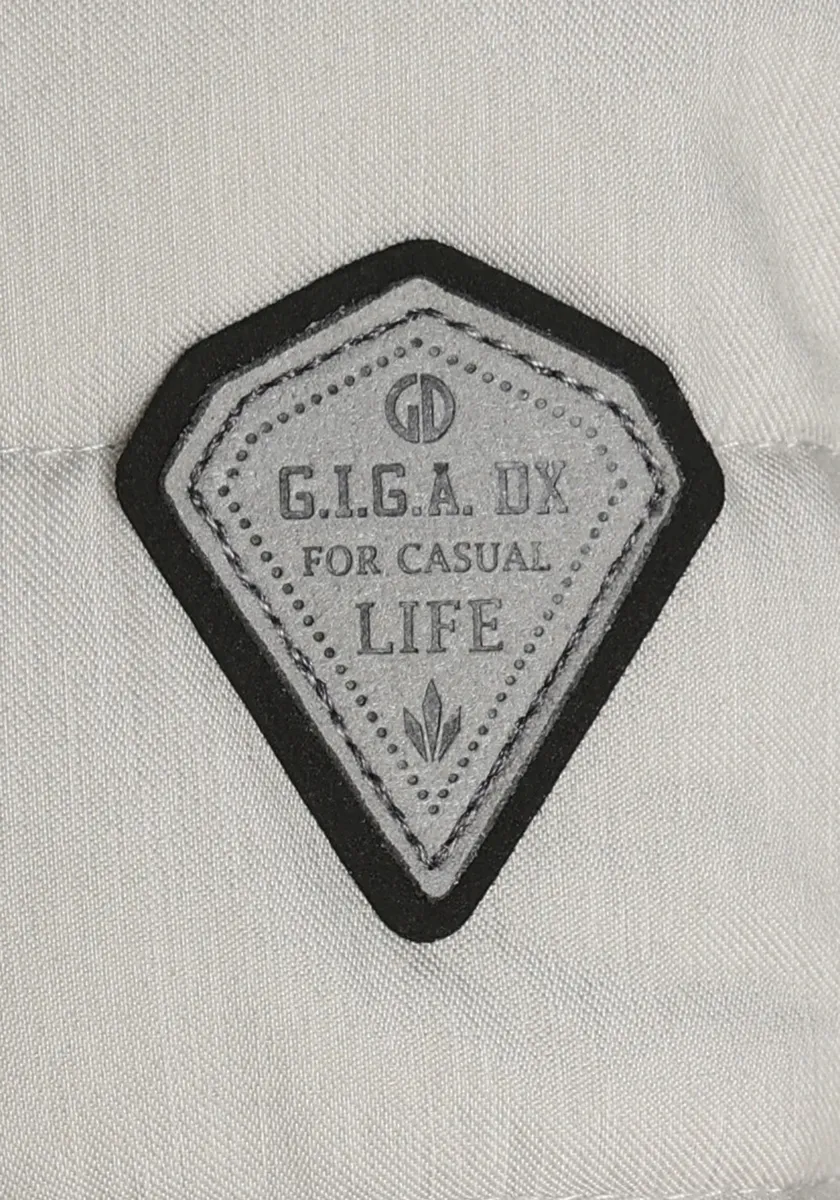 GD
G.I.G.A. DX
FOR CASUAL
LIFE